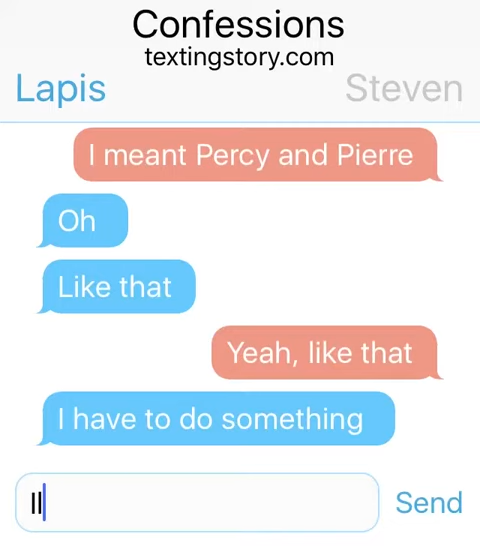 Confessions
textingstory.com
Lapis
Steven
I meant Percy and Pierre
Oh
Like that
Yeah, like that
I have to do something
Send